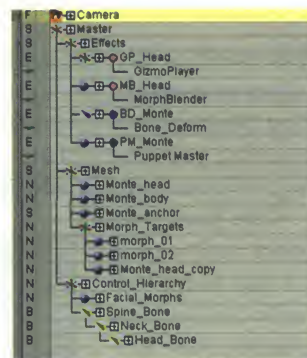 F Camera
S Master
S Effects
E GP_Head
GizmoPlayer
E MB_Head
MorphBlender
E BD_Monte
Bone_Deform
E PM_Monte
Puppet Master
S Mesh
N Monte_head
N Monte_body
S Monte_anchor
N Morph_Targets
N morph_01
N morph_02
N Monte_head_copy
N Control_Hierarchy
N Facial_Morphs
B Spine_Bone
B Neck_Bone
B Head_Bone